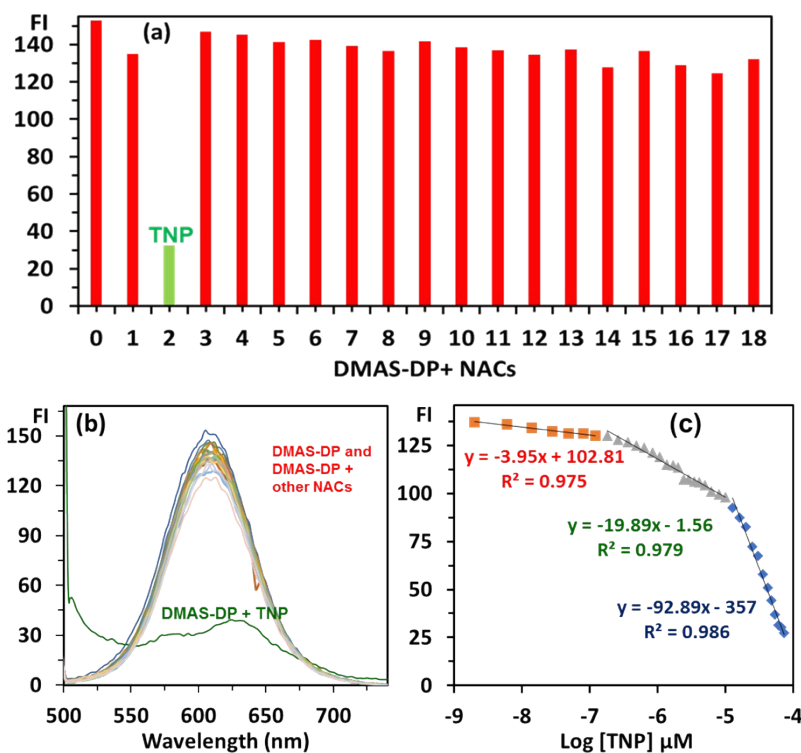 FI
(a)
140
120
100
80
60
40
20
0
TNP
0 1 2 3 4 5 6 7 8 9 10 11 12 13 14 15 16 17 18
DMAS-DP+ NACs
FI
(b)
150
120
90
60
30
0
DMAS-DP and
DMAS-DP +
other NACs
DMAS-DP + TNP
500 550 600 650 700
Wavelength (nm)
FI
(c)
125
100
75
50
25
0
y = -3.95x + 102.81
R² = 0.975
y = -19.89x - 1.56
R² = 0.979
y = -92.89x - 357
R² = 0.986
-9 -8 -7 -6 -5 -4
Log [TNP] µM